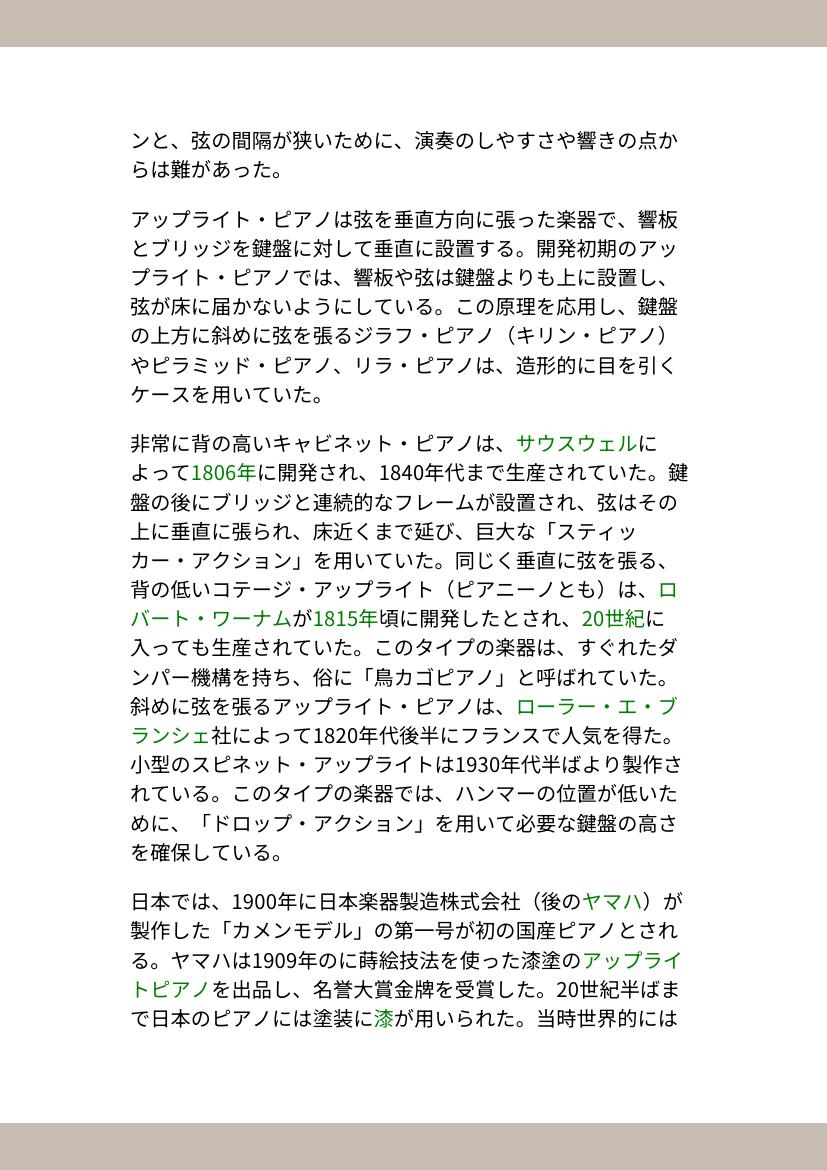 ンと、弦の間隔が狭いために、演奏のしやすさや響きの点か
らは難があった。
アップライト・ピアノは弦を垂直方向に張った楽器で、響板
とブリッジを鍵盤に対して垂直に設置する。開発初期のアッ
プライト・ピアノでは、響板や弦は鍵盤よりも上に設置し、
弦が床に届かないようにしている。この原理を応用し、鍵盤
の上方に斜めに弦を張るジラフ・ピアノ（キリン・ピアノ）
やピラミッド・ピアノ、リラ・ピアノは、造形的に目を引く
ケースを用いていた。
非常に背の高いキャビネット・ピアノは、サウスウェルに
よって1806年に開発され、1840年代まで生産されていた。鍵
盤の後にブリッジと連続的なフレームが設置され、弦はその
上に垂直に張られ、床近くまで延び、巨大な「スティッ
カー・アクション」を用いていた。同じく垂直に弦を張る、
背の低いコテージ・アップライト（ピアニーノとも）は、ロ
バート・ワーナムが1815年頃に開発したとされ、20世紀に
入っても生産されていた。このタイプの楽器は、すぐれたダ
ンパー機構を持ち、俗に「鳥カゴピアノ」と呼ばれていた。
斜めに弦を張るアップライト・ピアノは、ローラー・エ・ブ
ランシェ社によって1820年代後半にフランスで人気を得た。
小型のスピネット・アップライトは1930年代半ばより製作さ
れている。このタイプの楽器では、ハンマーの位置が低いた
めに、「ドロップ・アクション」を用いて必要な鍵盤の高さ
を確保している。
日本では、1900年に日本楽器製造株式会社（後のヤマハ）が
製作した「カメンモデル」の第一号が初の国産ピアノとされ
る。ヤマハは1909年のに蒔絵技法を使った漆塗のアップライ
トピアノを出品し、名誉大賞金牌を受賞した。20世紀半ばま
で日本のピアノには塗装に漆が用いられた。当時世界的には